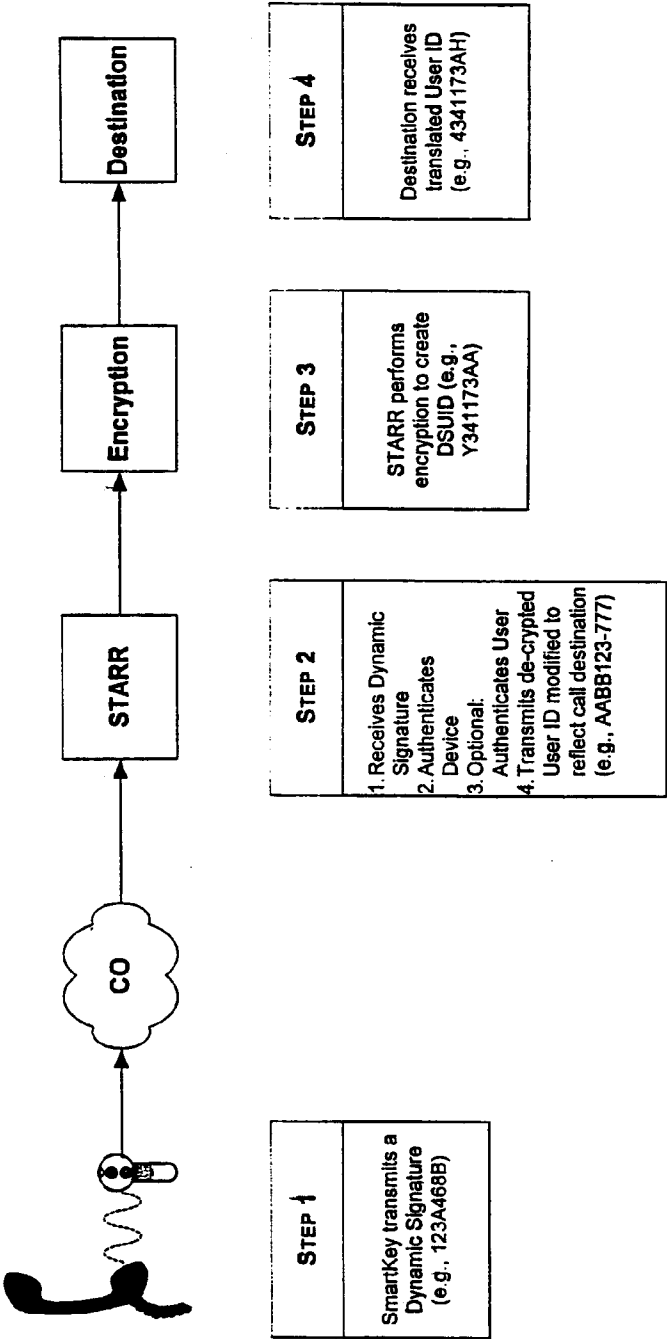 CO
STARR
Encryption
Destination
STEP 1
SmartKey transmits a
Dynamic Signature
(e.g., 123A468B)
STEP 2
1. Receives Dynamic
Signature
2. Authenticates
Device
3. Optional:
Authenticates User
4. Transmits de-crypted
User ID modified to
reflect call destination
(e.g., AABB123-777)
STEP 3
STARR performs
encryption to create
DSUID (e.g.,
Y341173AA)
STEP 4
Destination receives
translated User ID
(e.g., 4341173AH)